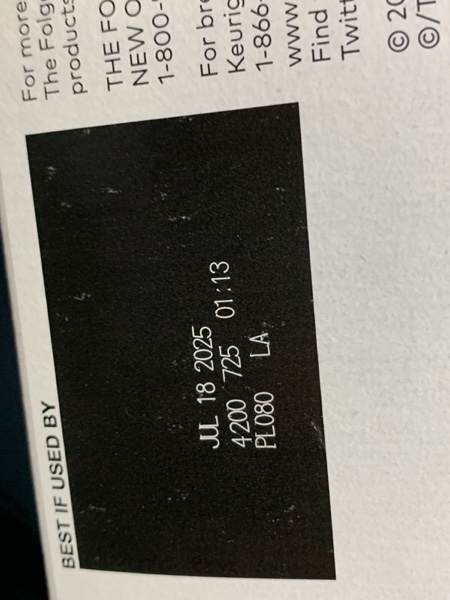 For more
The Folg
products
THE FO
NEW O
1-800-
For bre
Keurig
1-866-
www
Find
Twitt
© 20
©/T
BEST IF USED BY
JUL 18 2025
4200 725 01:13
PL080 LA